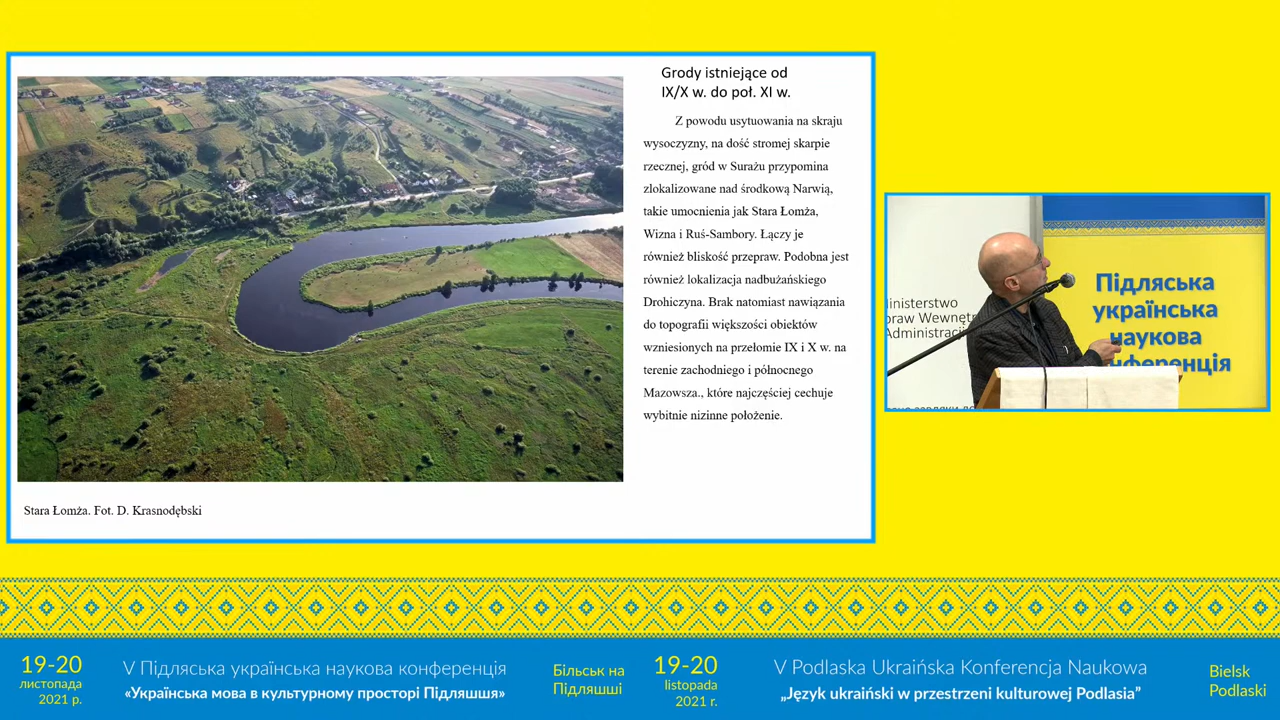 Grody istniejące od
IX/X w. do poł. XI w.
Z powodu usytuowania na skraju
wysoczyzny, na dość stromej skarpie
rzecznej, gród w Surażu przypomina
zlokalizowane nad środkową Narwią,
takie umocnienia jak Stara Łomża,
Wizna i Ruś-Sambory. Łączy je
również bliskość przepraw. Podobna jest
również lokalizacja nadbużańskiego
Drohiczyna. Brak natomiast nawiązania
do topografii większości obiektów
wzniesionych na przełomie IX i X w. na
terenie zachodniego i północnego
Mazowsza., które najczęściej cechuje
wybitnie nizinne położenie.
Stara Łomża. Fot. D. Krasnodębski
Підляська
українська
наукова
нференція
inisterstwo
praw Wewnętr
Administracji
19-20
листопада
2021 р.
V Підляська українська наукова конференція
«Українська мова в культурному просторі Підляшшя»
Більськ на
Підляшші
19-20
listopada
2021 r.
V Podlaska Ukraińska Konferencja Naukowa
„Język ukraiński w przestrzeni kulturowej Podlasia”
Bielsk
Podlaski